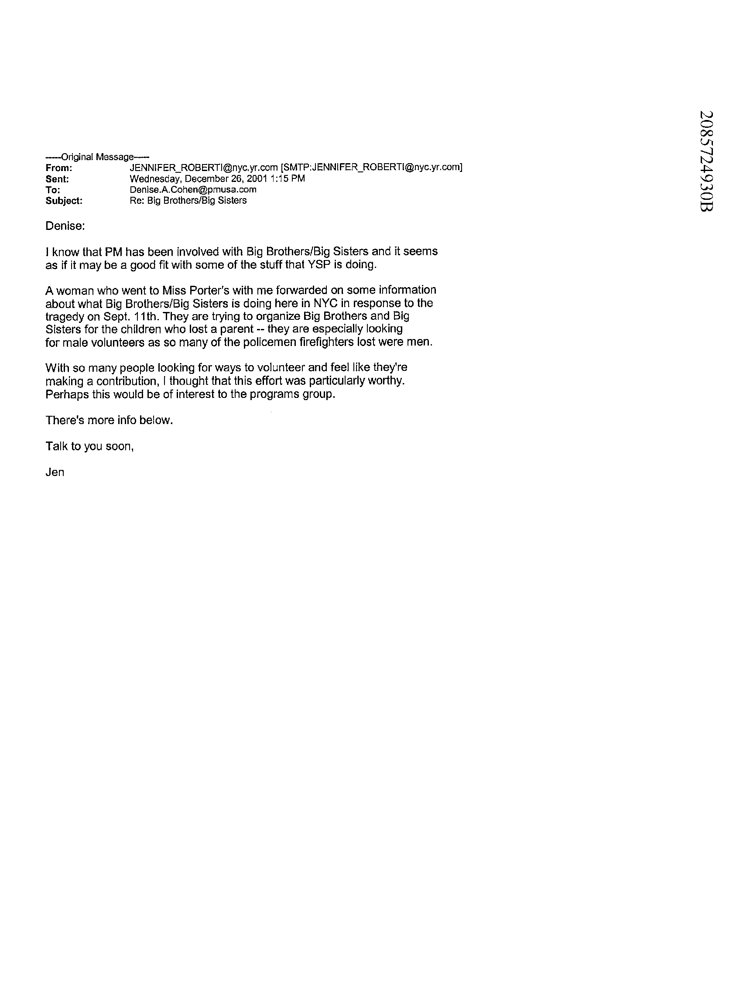 -----Original Message-----
From: JENNIFER_ROBERTI@nyc.yr.com [SMTP:JENNIFER_ROBERTI@nyc.yr.com]
Sent: Wednesday, December 26, 2001 1:15 PM
To: Denise.A.Cohen@pmusa.com
Subject: Re: Big Brothers/Big Sisters
Denise:
I know that PM has been involved with Big Brothers/Big Sisters and it seems
as if it may be a good fit with some of the stuff that YSP is doing.
A woman who went to Miss Porter's with me forwarded on some information
about what Big Brothers/Big Sisters is doing here in NYC in response to the
tragedy on Sept. 11th. They are trying to organize Big Brothers and Big
Sisters for the children who lost a parent -- they are especially looking
for male volunteers as so many of the policemen firefighters lost were men.
With so many people looking for ways to volunteer and feel like they're
making a contribution, I thought that this effort was particularly worthy.
Perhaps this would be of interest to the programs group.
There's more info below.
Talk to you soon,
Jen
2085724930B